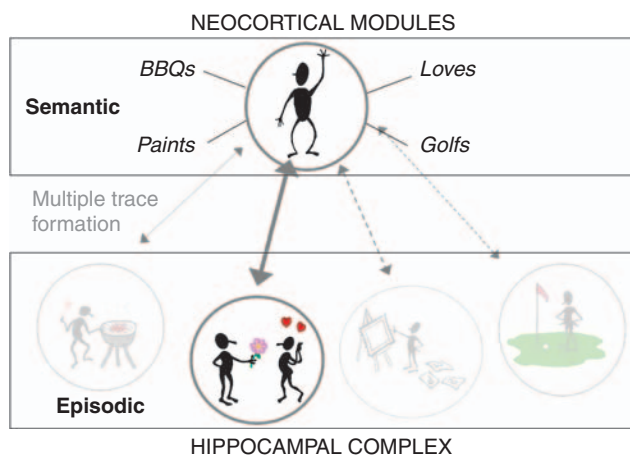 NEOCORTICAL MODULES
BBQs
Loves
Semantic
Paints
Golfs
Multiple trace
formation
Episodic
HIPPOCAMPAL COMPLEX